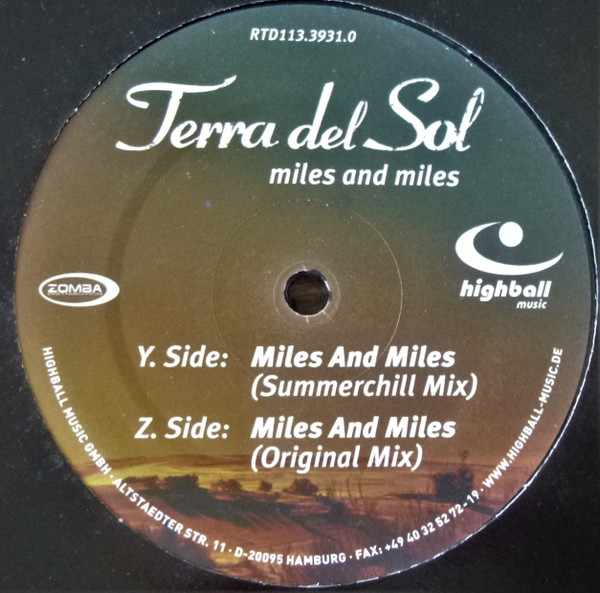 RTD113.3931.0
Terra del Sol
miles and miles
ZOMBA
highball
music
Y. Side: Miles And Miles
(Summerchill Mix)
Z. Side: Miles And Miles
(Original Mix)
HIGHBALL MUSIC GMBH · ALTSTAEDTER STR. 11 · D-20095 HAMBURG · FAX: +49 40 32 52 72-19 · WWW.HIGHBALL-MUSIC.DE